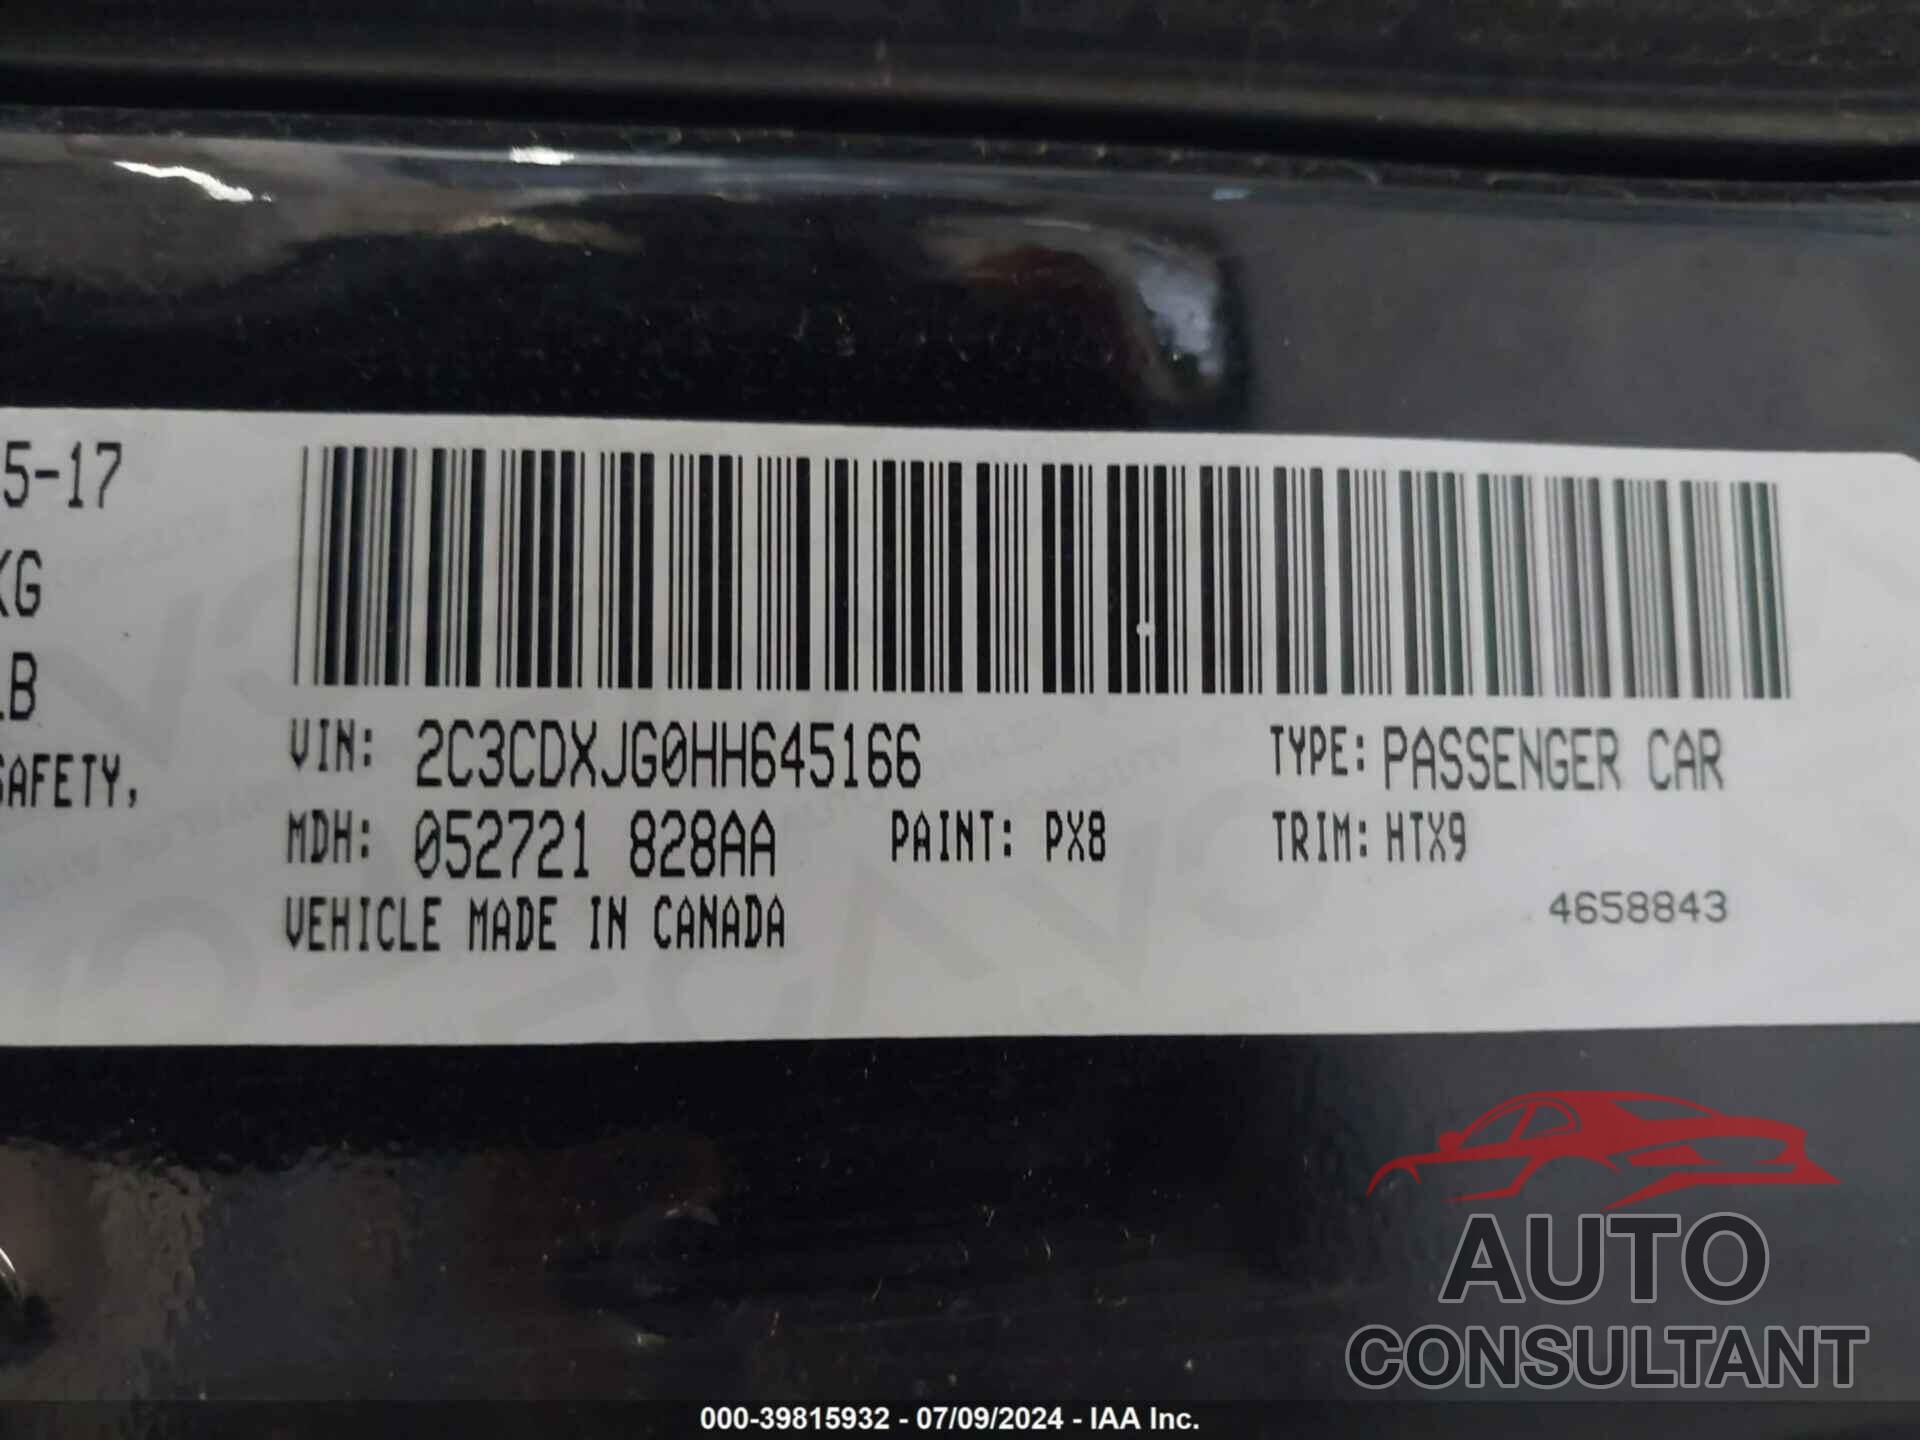 5-17
KG
LB
SAFETY,
VIN: 2C3CDXJG0HH645166
TYPE: PASSENGER CAR
MDH: 052721 828AA
PAINT: PX8
TRIM: HTX9
VEHICLE MADE IN CANADA
4658843
AUTO
CONSULTANT
000-39815932 - 07/09/2024 - IAA Inc.